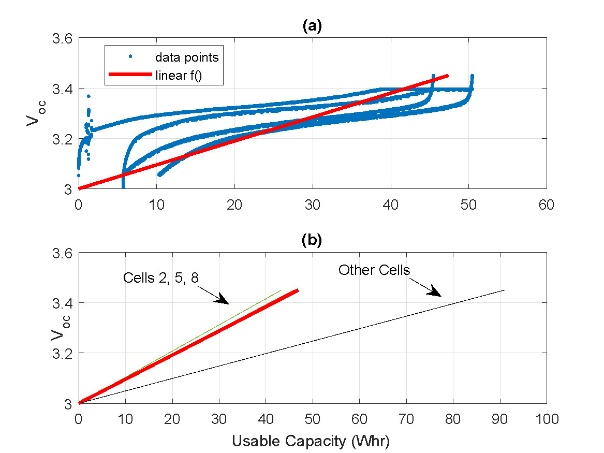 (a)
3.6
3.4
3.2
3
Voc
data points
linear f()
0 10 20 30 40 50 60
(b)
3.6
3.4
3.2
3
Voc
Cells 2, 5, 8
Other Cells
0 10 20 30 40 50 60 70 80 90 100
Usable Capacity (Whr)